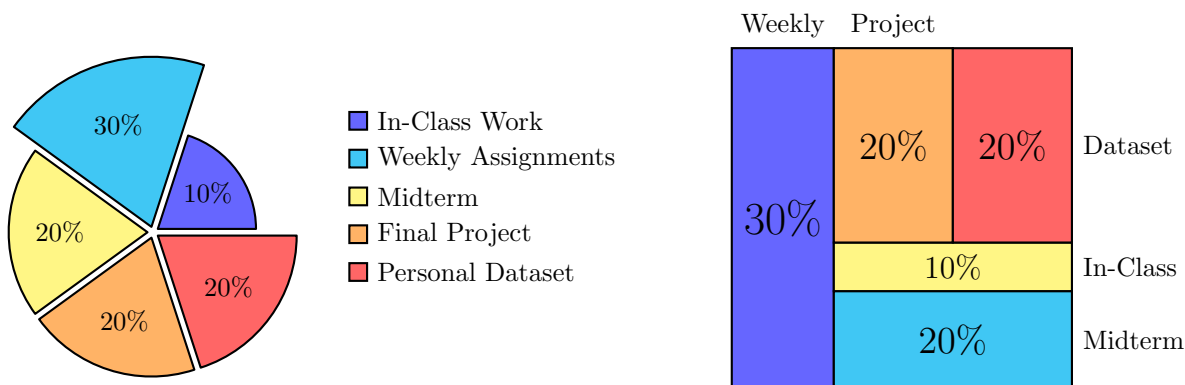 30%
10%
20%
20%
20%
In-Class Work
Weekly Assignments
Midterm
Final Project
Personal Dataset
Weekly Project
30%
20%
20%
Dataset
10%
In-Class
20%
Midterm